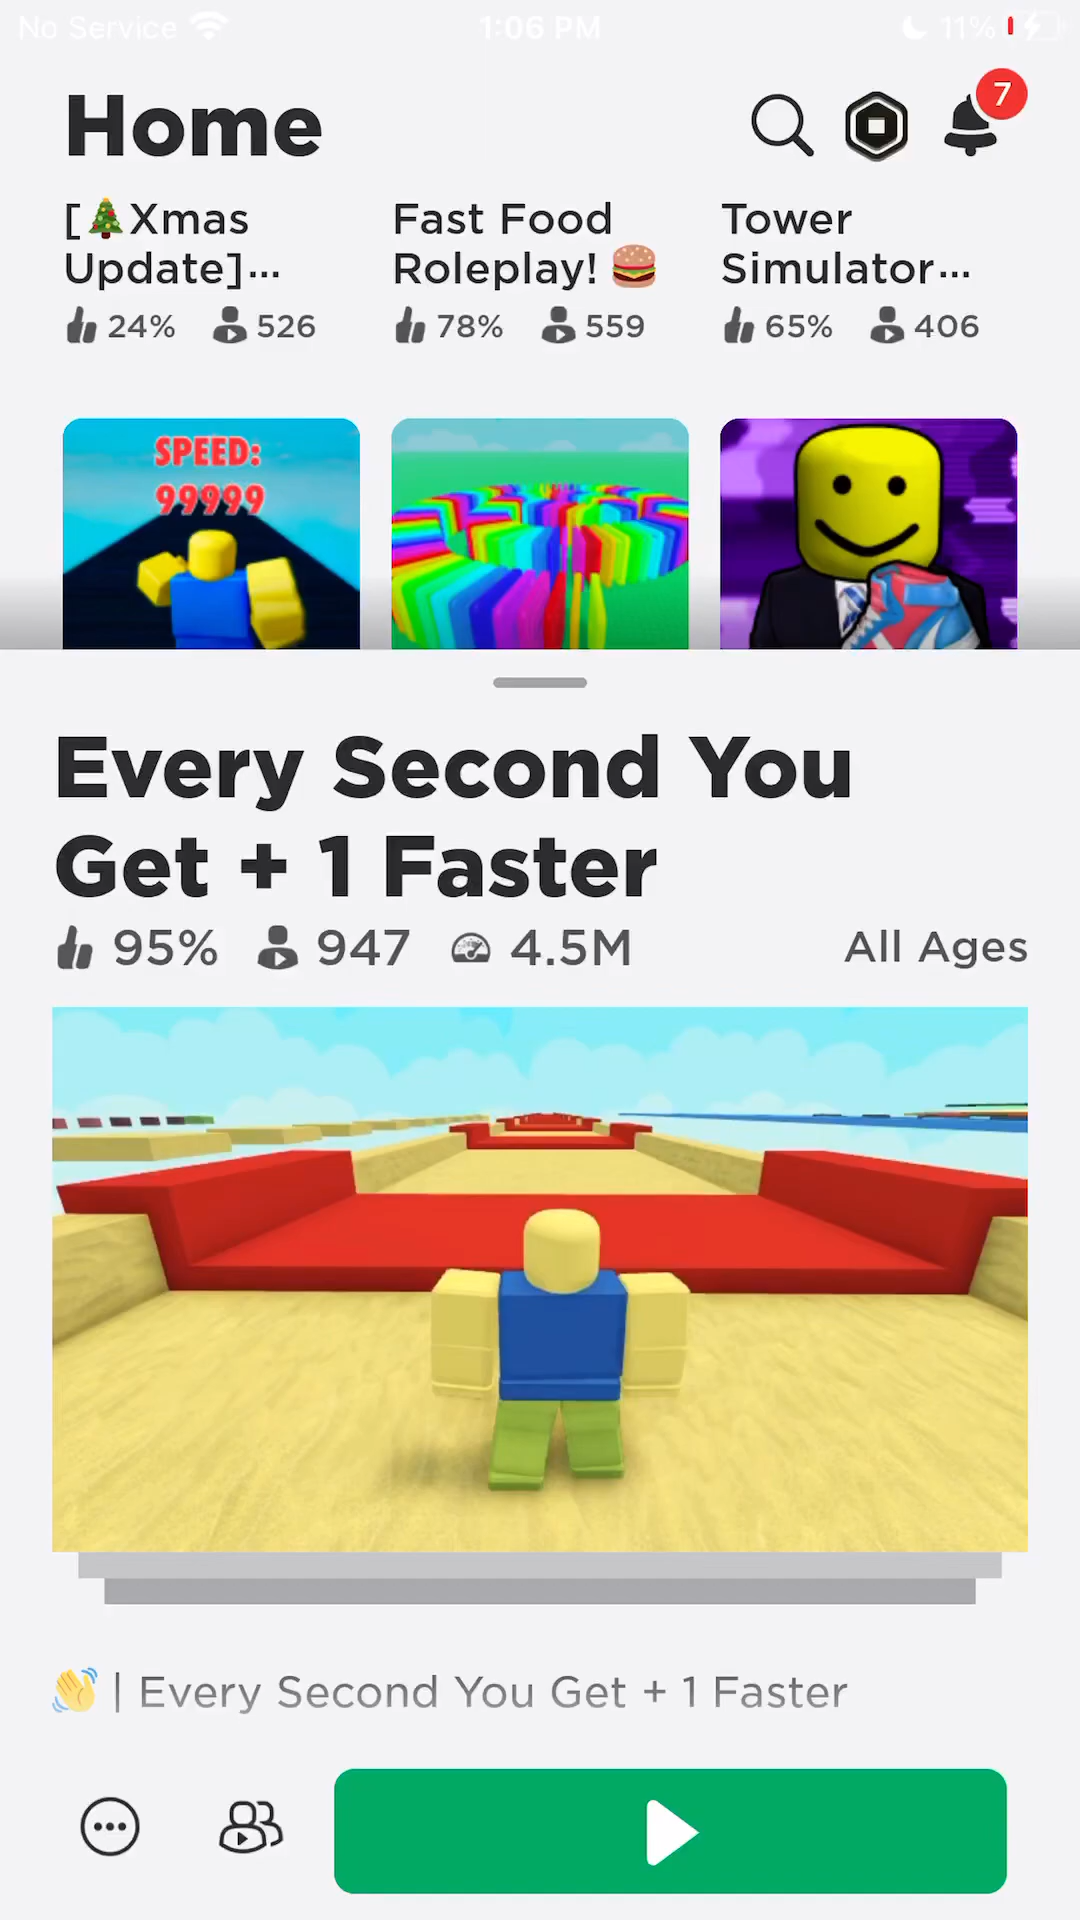 No Service 1:06 PM 11%
Home 7
[🎄Xmas Update]... Fast Food Roleplay! 🍔 Tower Simulator...
24% 526 78% 559 65% 406
SPEED:
99999
Every Second You
Get + 1 Faster
95% 947 4.5M All Ages
👋 | Every Second You Get + 1 Faster